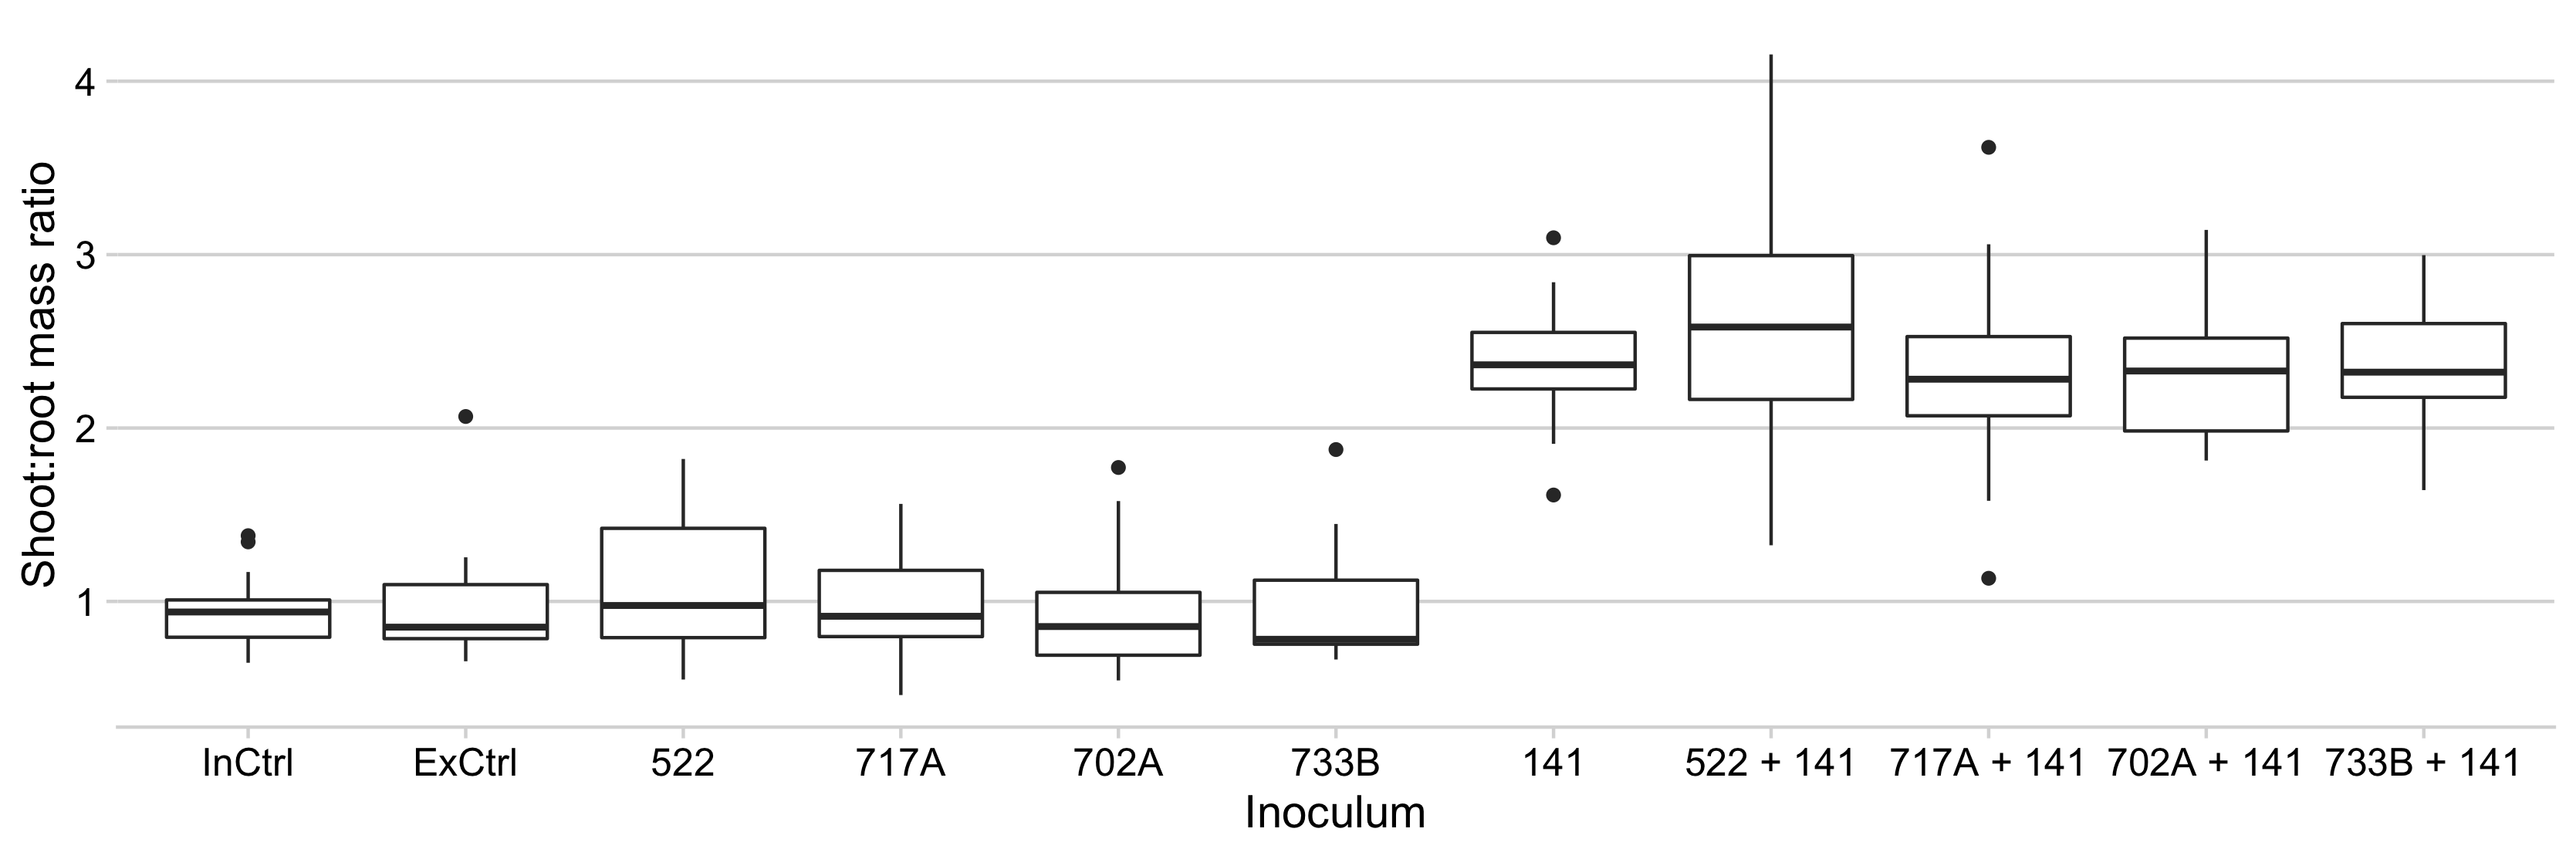 Shoot:root mass ratio
4
3
2
1
InCtrl ExCtrl 522 717A 702A 733B 141 522 + 141 717A + 141 702A + 141 733B + 141
Inoculum